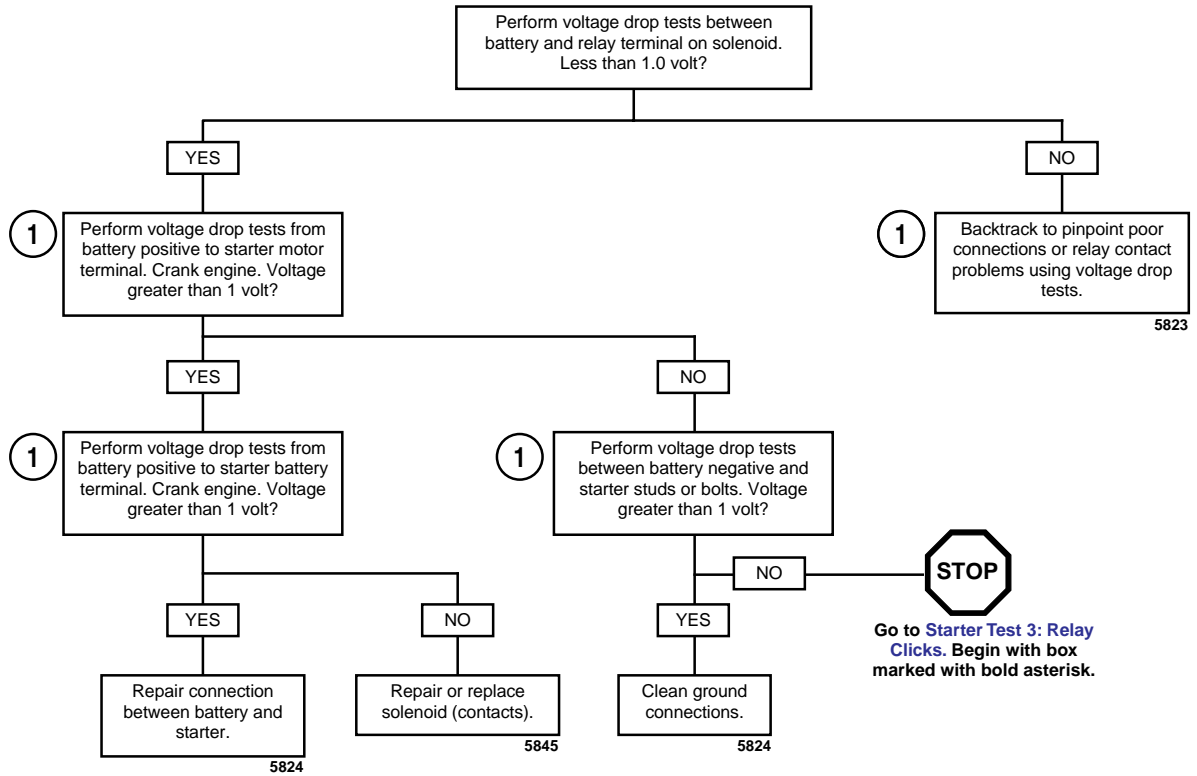 Perform voltage drop tests between
battery and relay terminal on solenoid.
Less than 1.0 volt?
YES
NO
1
Perform voltage drop tests from
battery positive to starter motor
terminal. Crank engine. Voltage
greater than 1 volt?
1
Backtrack to pinpoint poor
connections or relay contact
problems using voltage drop
tests.
5823
YES
NO
1
Perform voltage drop tests from
battery positive to starter battery
terminal. Crank engine. Voltage
greater than 1 volt?
1
Perform voltage drop tests
between battery negative and
starter studs or bolts. Voltage
greater than 1 volt?
NO
STOP
Go to Starter Test 3: Relay
Clicks. Begin with box
marked with bold asterisk.
YES
NO
YES
Repair connection
between battery and
starter.
5824
Repair or replace
solenoid (contacts).
5845
Clean ground
connections.
5824